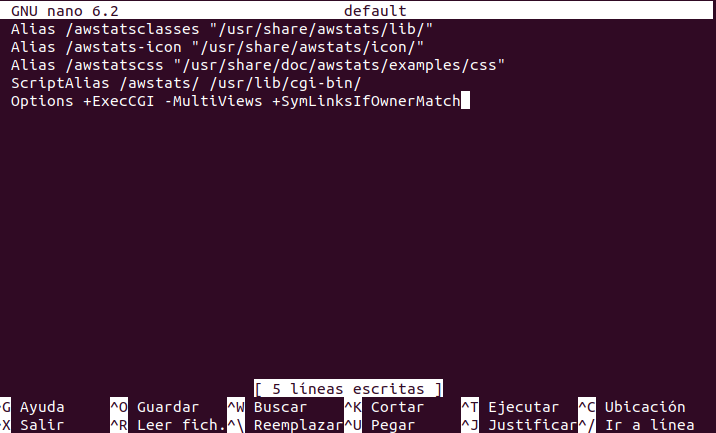 GNU nano 6.2 default
Alias /awstatsclasses "/usr/share/awstats/lib/"
Alias /awstats-icon "/usr/share/awstats/icon/"
Alias /awstatscss "/usr/share/doc/awstats/examples/css"
ScriptAlias /awstats/ /usr/lib/cgi-bin/
Options +ExecCGI -MultiViews +SymLinksIfOwnerMatch
[ 5 líneas escritas ]
^G Ayuda ^O Guardar ^W Buscar ^K Cortar ^T Ejecutar ^C Ubicación
^X Salir ^R Leer fich. ^\ Reemplazar ^U Pegar ^J Justificar ^/ Ir a línea